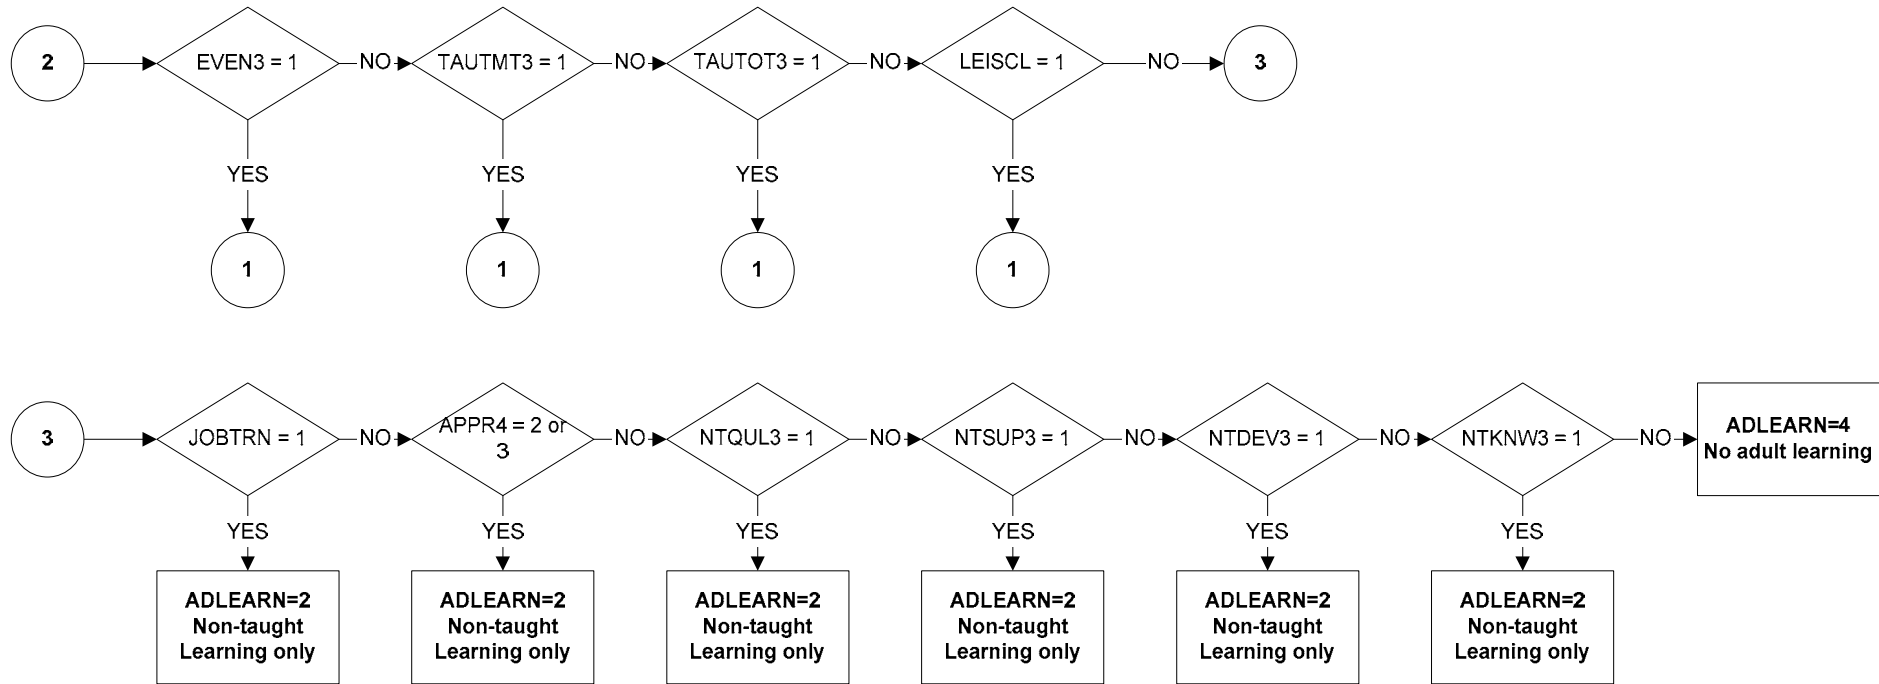 2
EVEN3 = 1
NO
TAUTMT3 = 1
NO
TAUTOT3 = 1
NO
LEISCL = 1
NO
3
YES
YES
YES
YES
1
1
1
1
3
JOBTRN = 1
NO
APPR4 = 2 or
3
NO
NTQUL3 = 1
NO
NTSUP3 = 1
NO
NTDEV3 = 1
NO
NTKNW3 = 1
NO
ADLEARN=4
No adult learning
YES
YES
YES
YES
YES
YES
ADLEARN=2
Non-taught
Learning only
ADLEARN=2
Non-taught
Learning only
ADLEARN=2
Non-taught
Learning only
ADLEARN=2
Non-taught
Learning only
ADLEARN=2
Non-taught
Learning only
ADLEARN=2
Non-taught
Learning only